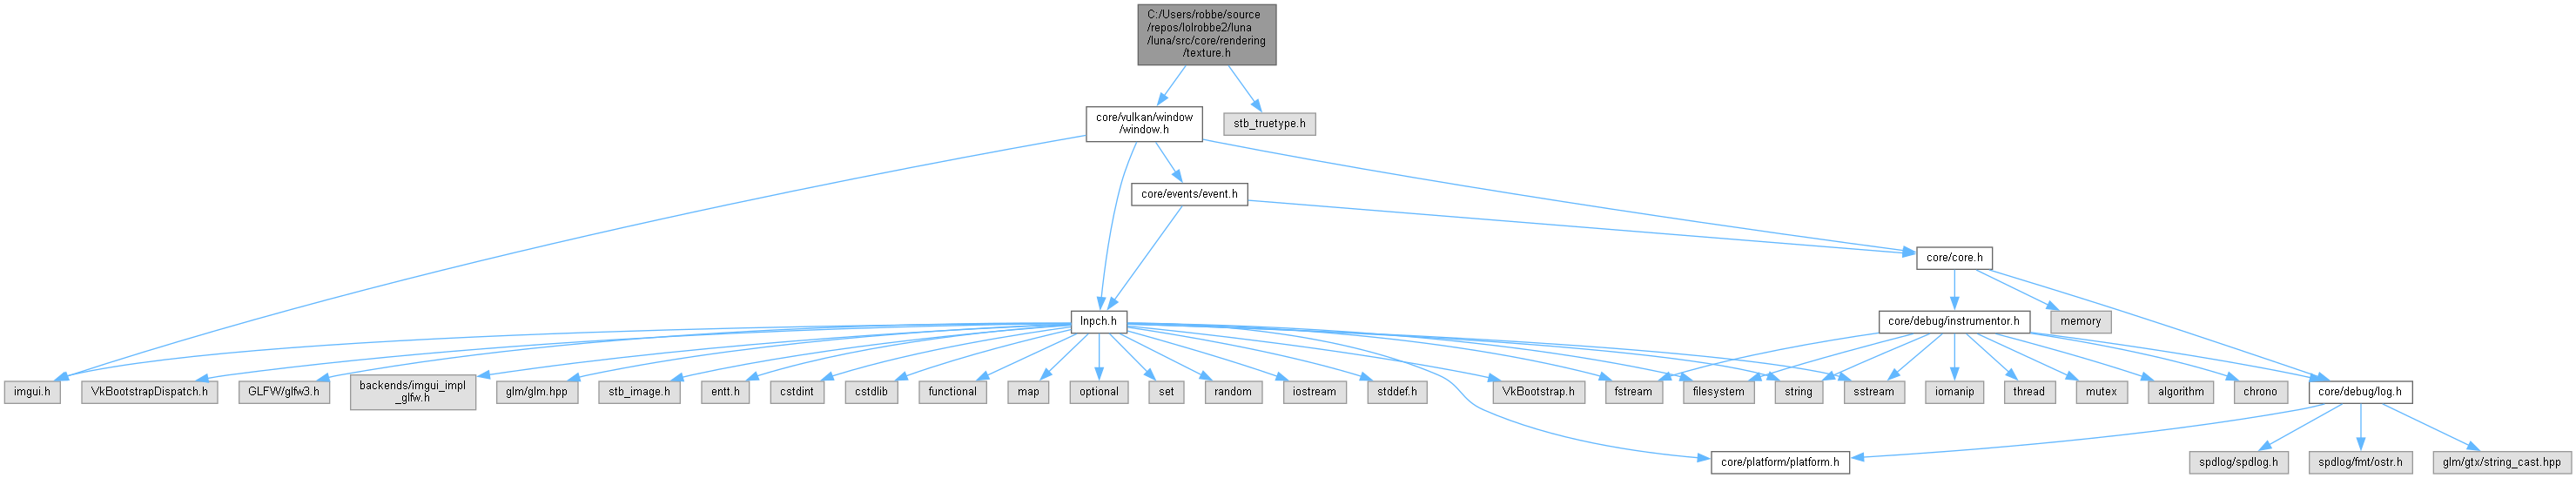 C:/Users/robbe/source
/repos/lolrobbe2/luna
/luna/src/core/rendering
/texture.h
core/vulkan/window
/window.h
stb_truetype.h
core/events/event.h
core/core.h
lnpch.h
core/debug/instrumentor.h
memory
imgui.h
VkBootstrapDispatch.h
GLFW/glfw3.h
backends/imgui_impl
_glfw.h
glm/glm.hpp
stb_image.h
entt.h
cstdint
cstdlib
functional
map
optional
set
random
iostream
stddef.h
VkBootstrap.h
fstream
filesystem
string
sstream
iomanip
thread
mutex
algorithm
chrono
core/debug/log.h
core/platform/platform.h
spdlog/spdlog.h
spdlog/fmt/ostr.h
glm/gtx/string_cast.hpp